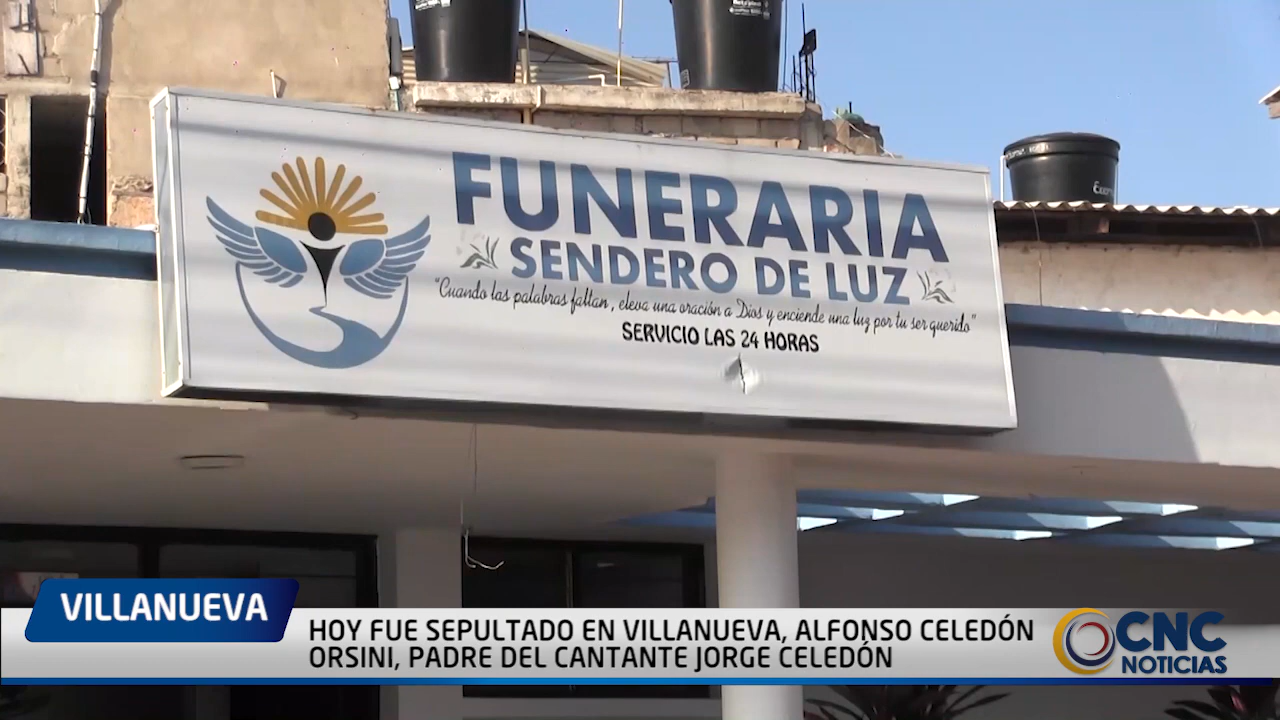 FUNERARIA
SENDERO DE LUZ
"Cuando las palabras faltan, eleva una oración a Dios y enciende una luz por tu ser querido"
SERVICIO LAS 24 HORAS
VILLANUEVA
HOY FUE SEPULTADO EN VILLANUEVA, ALFONSO CELEDÓN
ORSINI, PADRE DEL CANTANTE JORGE CELEDÓN
CNC
NOTICIAS